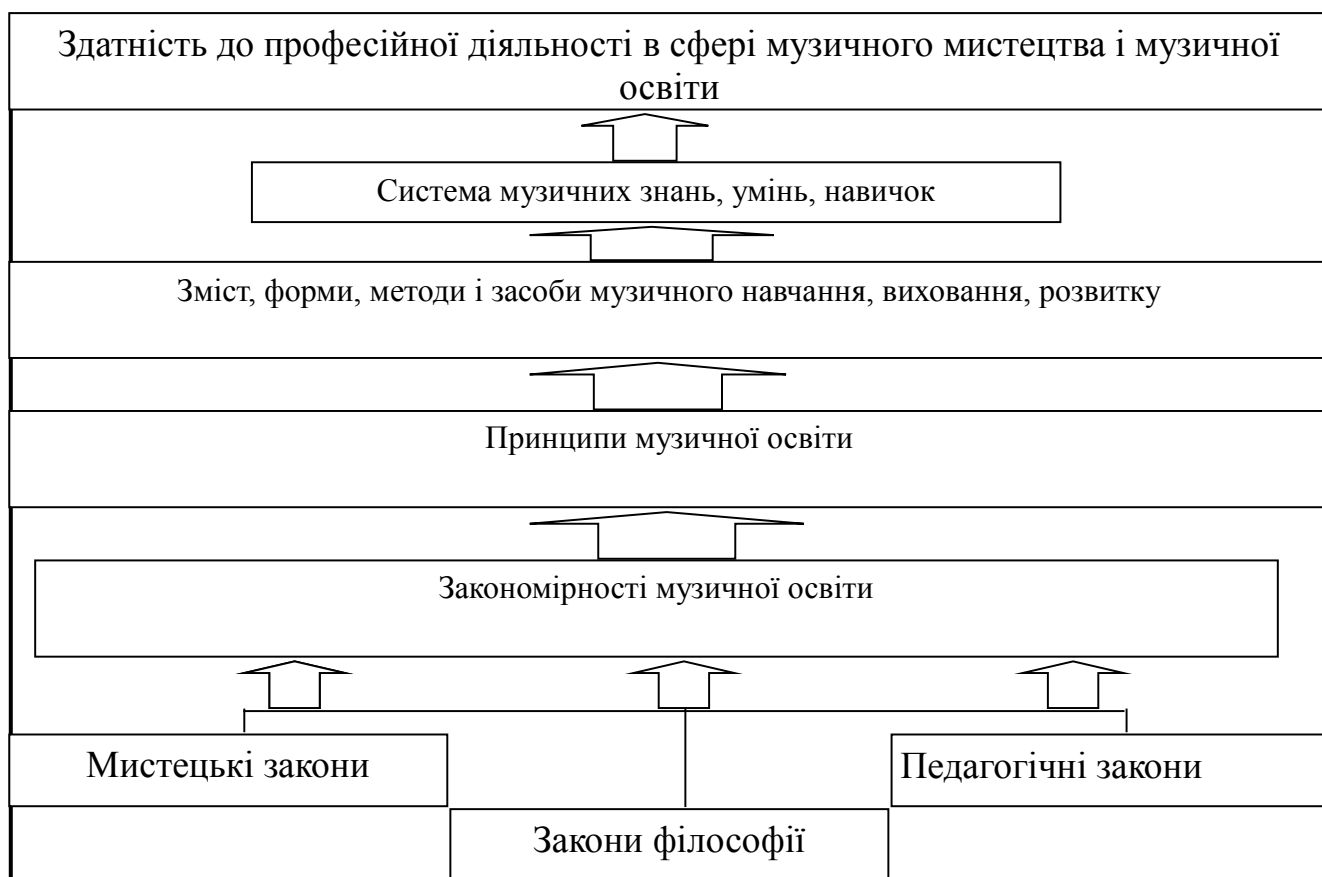 Здатність до професійної діяльності в сфері музичного мистецтва і музичної
освіти
Система музичних знань, умінь, навичок
Зміст, форми, методи і засоби музичного навчання, виховання, розвитку
Принципи музичної освіти
Закономірності музичної освіти
Мистецькі закони
Педагогічні закони
Закони філософії